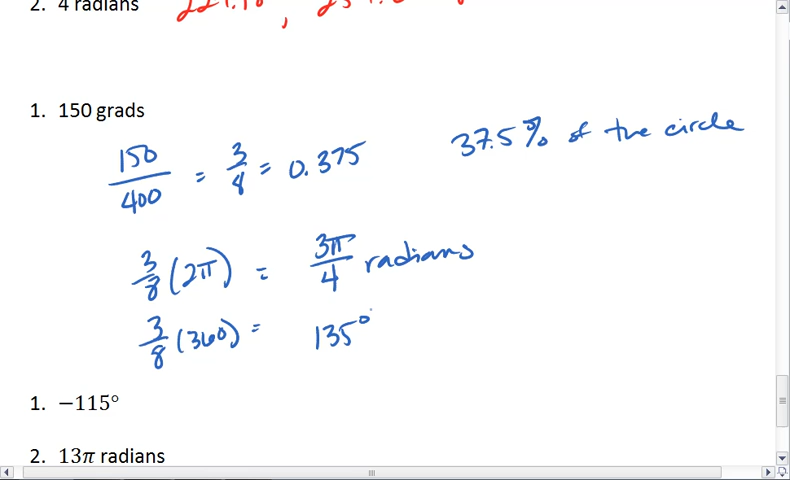 2. 4 radians
1. 150 grads
37.5% of the circle
150/400 = 3/8 = 0.375
3/8 (2π) = 3π/4 radians
3/8 (360) = 135°
1. −115°
2. 13π radians